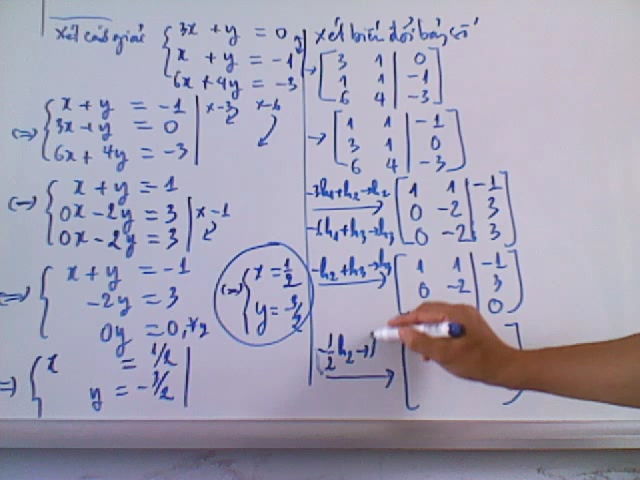 xét cách giải
{ 3x + y = 0
x + y = -1
6x + 4y = -3
⇔ { x + y = -1 | x-3 x-6
3x + y = 0
6x + 4y = -3
⇔ { x + y = 1
0x - 2y = 3 | x-1
0x - 2y = 3
⇔ { x + y = -1
-2y = 3
0y = 0,
⇒ { x = 1/2
y = -3/2
(⇔) { x = 1/2
y = -3/2
xét biến đổi bảng số
→ [ 3 1 | 0
1 1 | -1
6 4 | -3 ]
→ [ 1 1 | -1
3 1 | 0
6 4 | -3 ]
-3h1+h2→h2 [ 1 1 | -1
0 -2 | 3
-6h1+h3→h3 0 -2 | 3 ]
-h2+h3→h3 [ 1 1 | -1
0 -2 | 3
0 ]
-1/2 h2 → [ ]